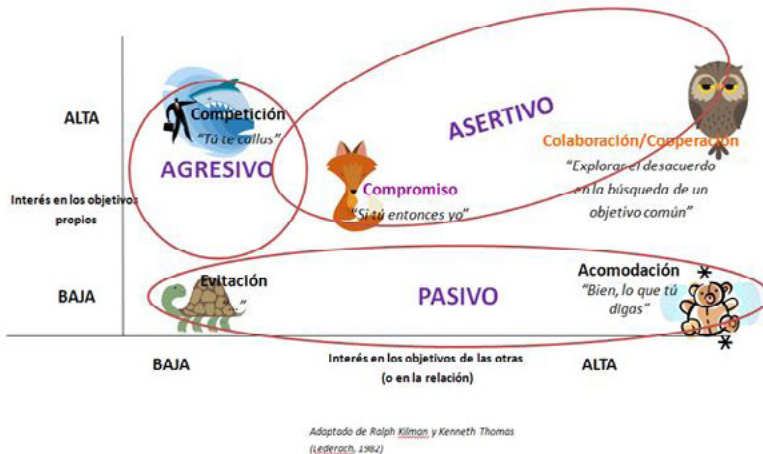 ALTA
Competición
“Tú te callas”
AGRESIVO
ASERTIVO
Colaboración/Cooperación
“Explorar el desacuerdo
en la búsqueda de un
objetivo común”
Compromiso
“Si tú entonces yo”
Interés en los objetivos
propios
BAJA
Evitación
“...”
PASIVO
Acomodación
“Bien, lo que tú
digas”
BAJA
Interés en los objetivos de las otras
(o en la relación)
ALTA
Adaptado de Ralph Kilman y Kenneth Thomas
(Lederach, 1982)